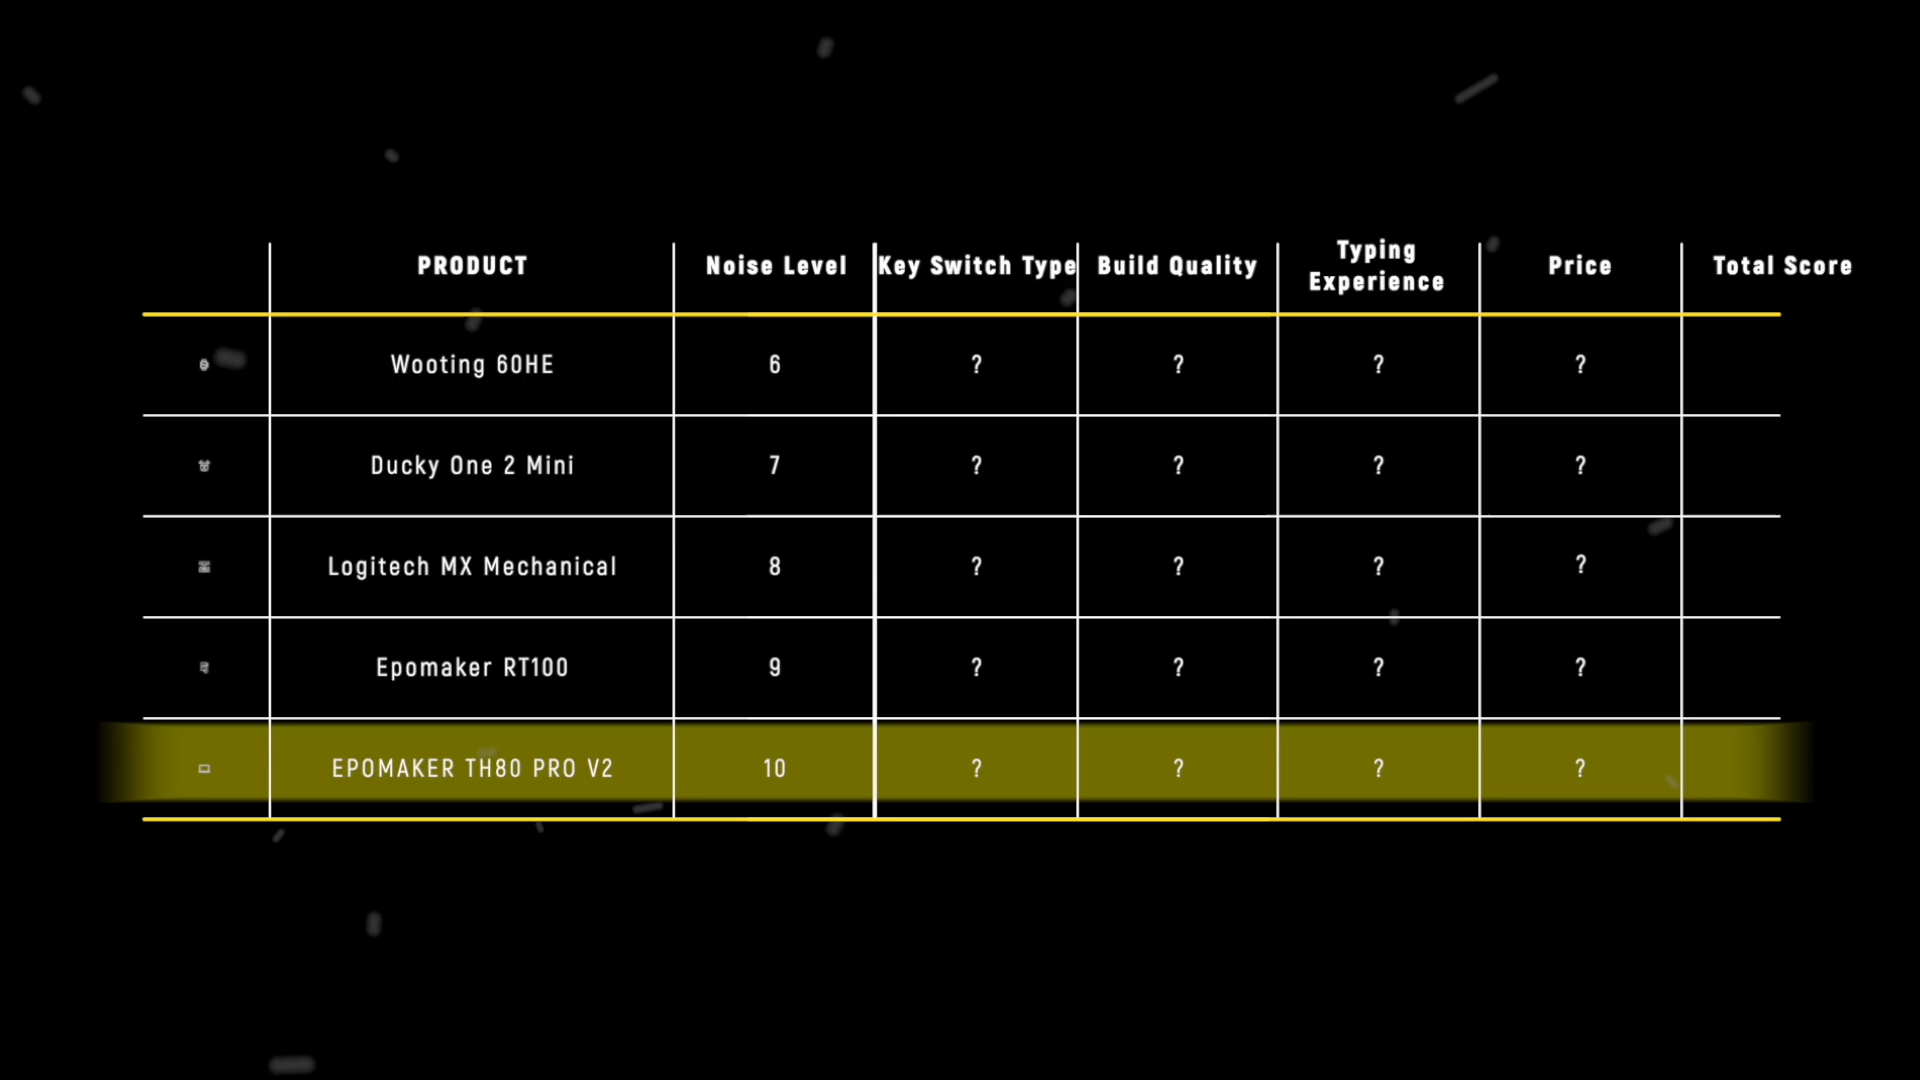 PRODUCT Noise Level Key Switch Type Build Quality Typing Experience Price Total Score
Wooting 60HE 6 ? ? ? ?
Ducky One 2 Mini 7 ? ? ? ?
Logitech MX Mechanical 8 ? ? ? ?
Epomaker RT100 9 ? ? ? ?
EPOMAKER TH80 PRO V2 10 ? ? ? ?